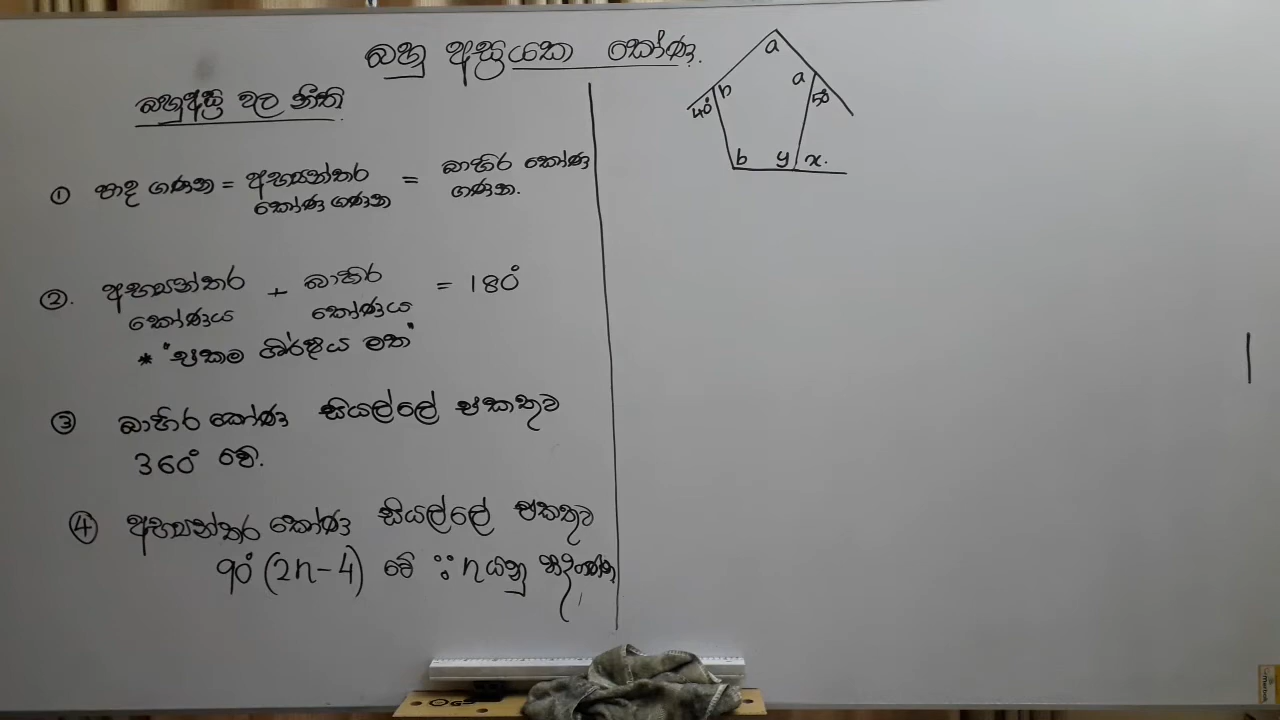 බහු අස්‍රයක කෝණ.
බහුඅස්‍ර වල නීති
① පාද ගණන = අභ්‍යන්තර කෝණ ගණන = බාහිර කෝණ ගණන.
②. අභ්‍යන්තර කෝණය + බාහිර කෝණය = 180°
* "එකම ශීර්ෂය මත"
③ බාහිර කෝණ සියල්ලේ එකතුව
360° වේ.
④ අභ්‍යන්තර කෝණ සියල්ලේ එකතුව
90° (2n-4) වේ ∵ n යනු
a
a
b
40°
50°
b
y
x.